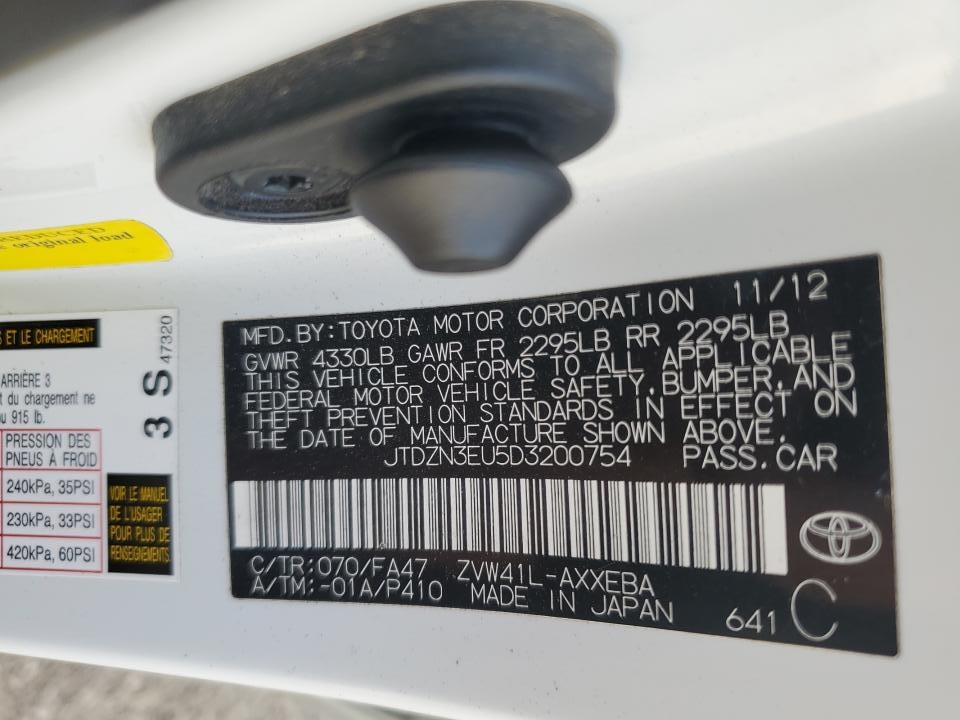 REDUCED
original load
ET LE CHARGEMENT
ARRIÈRE 3
du chargement ne
915 lb.
PRESSION DES
PNEUS À FROID
240kPa, 35PSI
230kPa, 33PSI
420kPa, 60PSI
3 S 47320
VOIR LE MANUEL
DE L'USAGER
POUR PLUS DE
RENSEIGNEMENTS
MFD.BY:TOYOTA MOTOR CORPORATION 11/12
GVWR 4330LB GAWR FR 2295LB RR 2295LB
THIS VEHICLE CONFORMS TO ALL APPLICABLE
FEDERAL MOTOR VEHICLE SAFETY,BUMPER,AND
THEFT PREVENTION STANDARDS IN EFFECT ON
THE DATE OF MANUFACTURE SHOWN ABOVE.
JTDZN3EU5D3200754 PASS.CAR
C/TR:070/FA47 ZVW41L-AXXEBA
A/TM:-01A/P410 MADE IN JAPAN
641 C